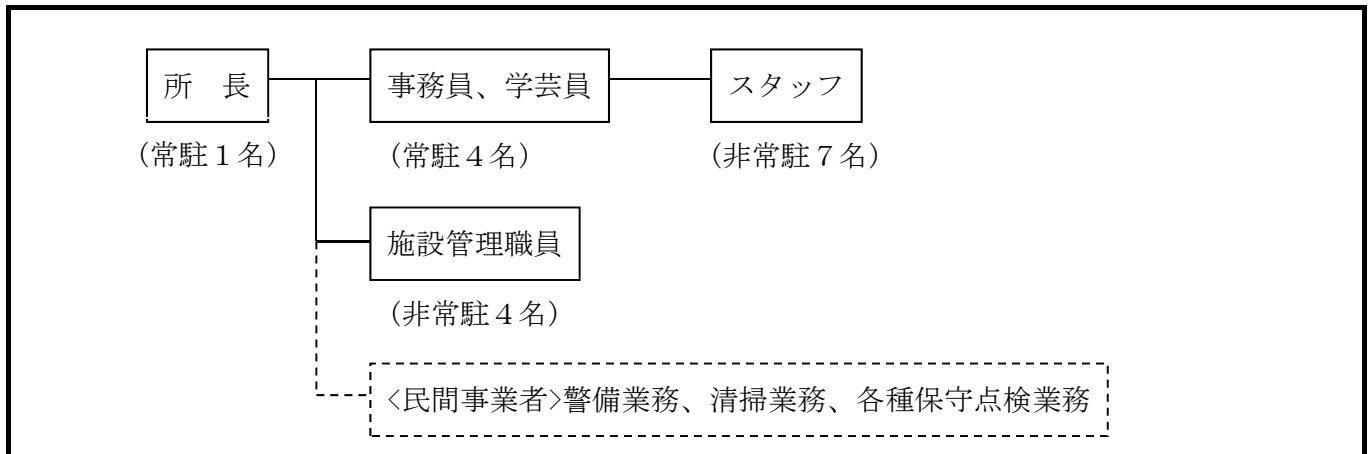 所　長
事務員、学芸員
スタッフ
（常駐１名）
（常駐４名）
（非常駐７名）
施設管理職員
（非常駐４名）
<民間事業者>警備業務、清掃業務、各種保守点検業務